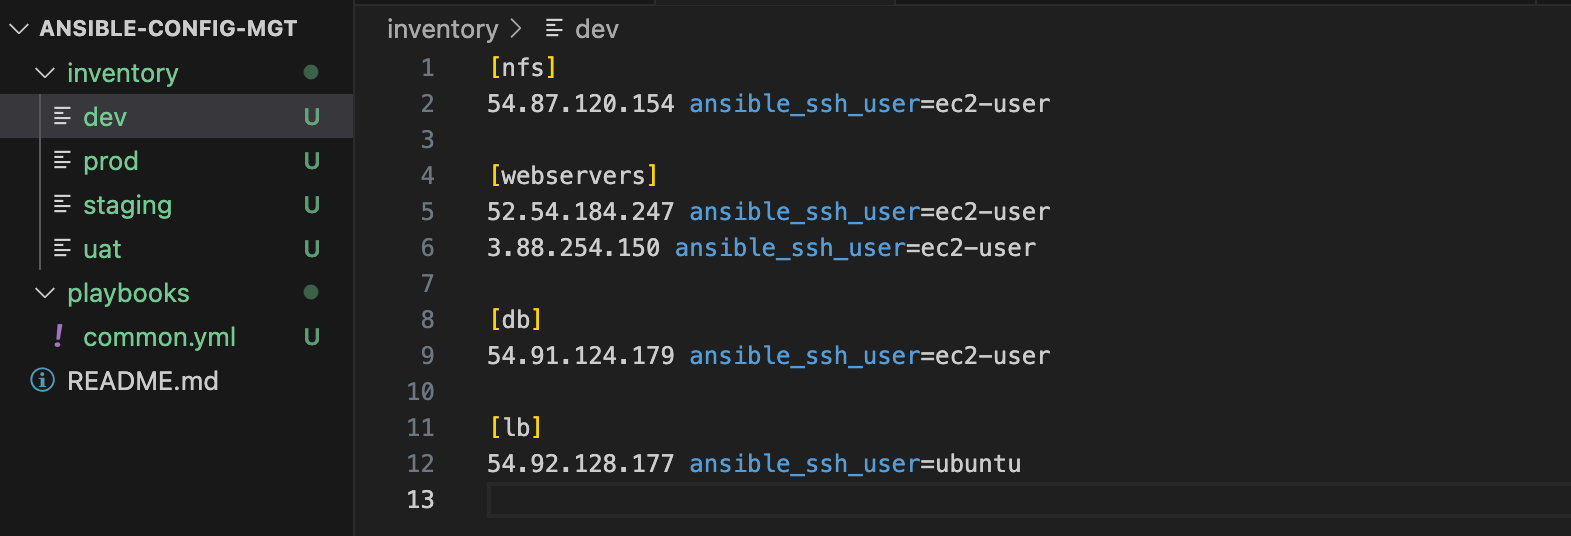 ANSIBLE-CONFIG-MGT
inventory
dev U
prod U
staging U
uat U
playbooks
! common.yml U
README.md
inventory > dev
1 [nfs]
2 54.87.120.154 ansible_ssh_user=ec2-user
3
4 [webservers]
5 52.54.184.247 ansible_ssh_user=ec2-user
6 3.88.254.150 ansible_ssh_user=ec2-user
7
8 [db]
9 54.91.124.179 ansible_ssh_user=ec2-user
10
11 [lb]
12 54.92.128.177 ansible_ssh_user=ubuntu
13